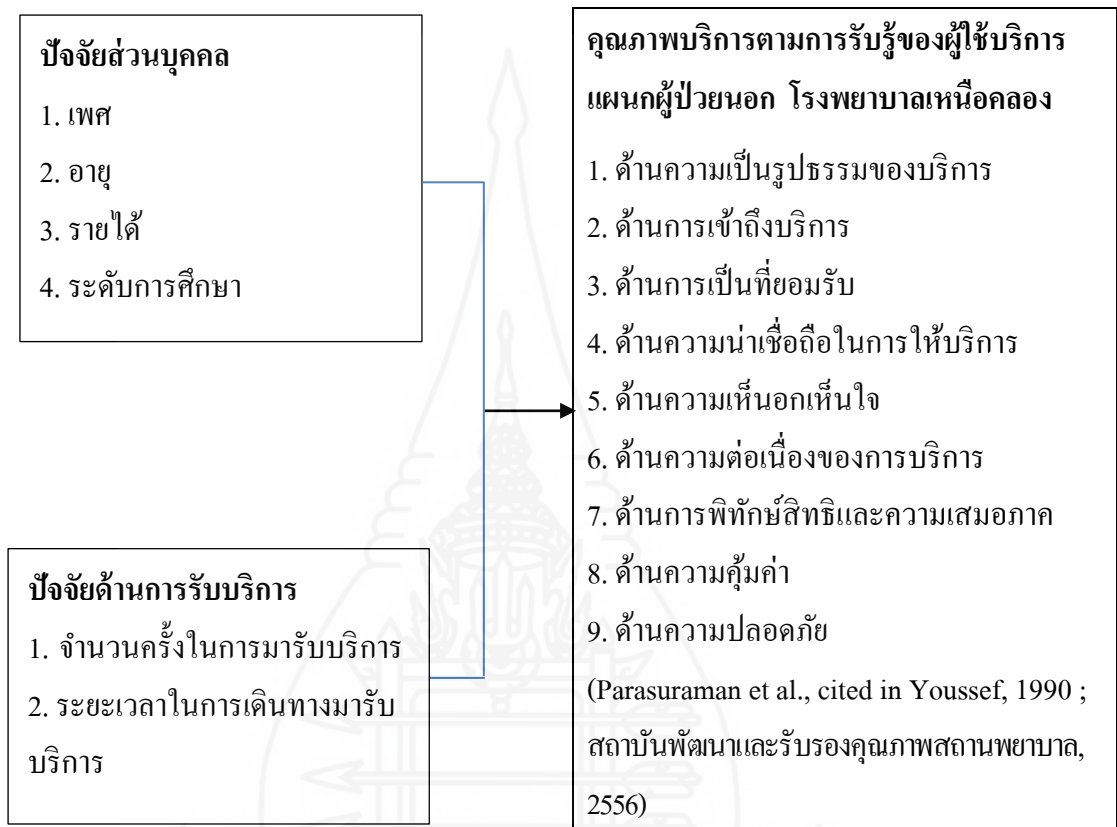 ปัจจัยส่วนบุคคล
1. เพศ
2. อายุ
3. รายได้
4. ระดับการศึกษา
ปัจจัยด้านการรับบริการ
1. จำนวนครั้งในการมารับบริการ
2. ระยะเวลาในการเดินทางมารับ
บริการ
คุณภาพบริการตามการรับรู้ของผู้ใช้บริการ
แผนกผู้ป่วยนอก โรงพยาบาลเหนือคลอง
1. ด้านความเป็นรูปธรรมของบริการ
2. ด้านการเข้าถึงบริการ
3. ด้านการเป็นที่ยอมรับ
4. ด้านความน่าเชื่อถือในการให้บริการ
5. ด้านความเห็นอกเห็นใจ
6. ด้านความต่อเนื่องของการบริการ
7. ด้านการพิทักษ์สิทธิและความเสมอภาค
8. ด้านความคุ้มค่า
9. ด้านความปลอดภัย
(Parasuraman et al., cited in Youssef, 1990 ;
สถาบันพัฒนาและรับรองคุณภาพสถานพยาบาล,
2556)